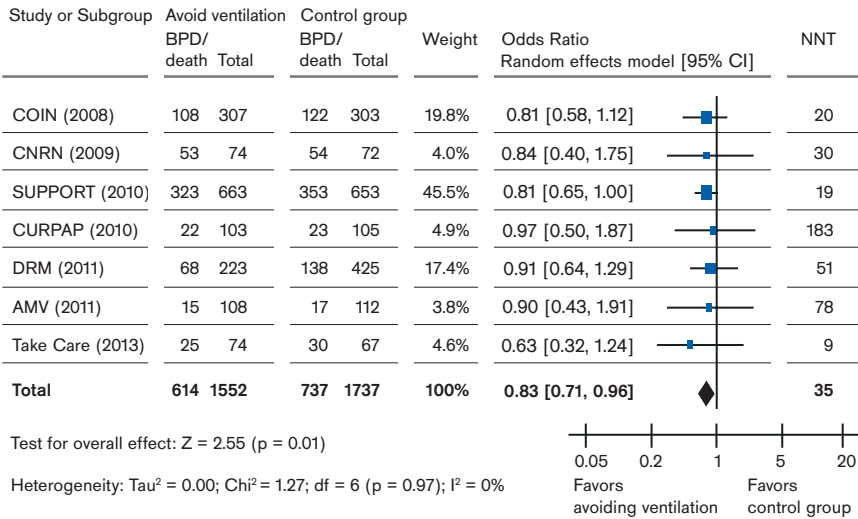 Study or Subgroup Avoid ventilation Control group
BPD/ BPD/ Weight Odds Ratio NNT
death Total death Total Random effects model [95% CI]
COIN (2008) 108 307 122 303 19.8% 0.81 [0.58, 1.12] 20
CNRN (2009) 53 74 54 72 4.0% 0.84 [0.40, 1.75] 30
SUPPORT (2010) 323 663 353 653 45.5% 0.81 [0.65, 1.00] 19
CURPAP (2010) 22 103 23 105 4.9% 0.97 [0.50, 1.87] 183
DRM (2011) 68 223 138 425 17.4% 0.91 [0.64, 1.29] 51
AMV (2011) 15 108 17 112 3.8% 0.90 [0.43, 1.91] 78
Take Care (2013) 25 74 30 67 4.6% 0.63 [0.32, 1.24] 9
Total 614 1552 737 1737 100% 0.83 [0.71, 0.96] 35
Test for overall effect: Z = 2.55 (p = 0.01)
0.05 0.2 1 5 20
Heterogeneity: Tau² = 0.00; Chi² = 1.27; df = 6 (p = 0.97); I² = 0%
Favors Favors
avoiding ventilation control group